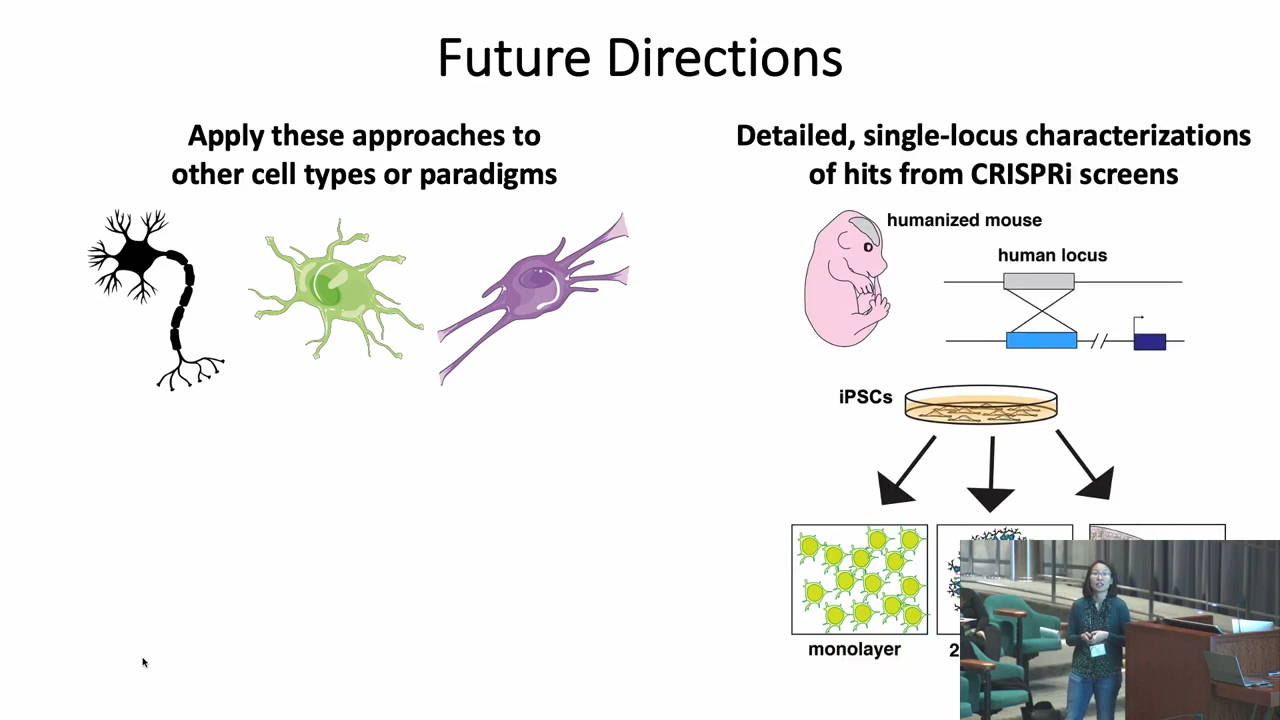 Future Directions
Apply these approaches to
other cell types or paradigms
Detailed, single-locus characterizations
of hits from CRISPRi screens
humanized mouse
human locus
iPSCs
monolayer